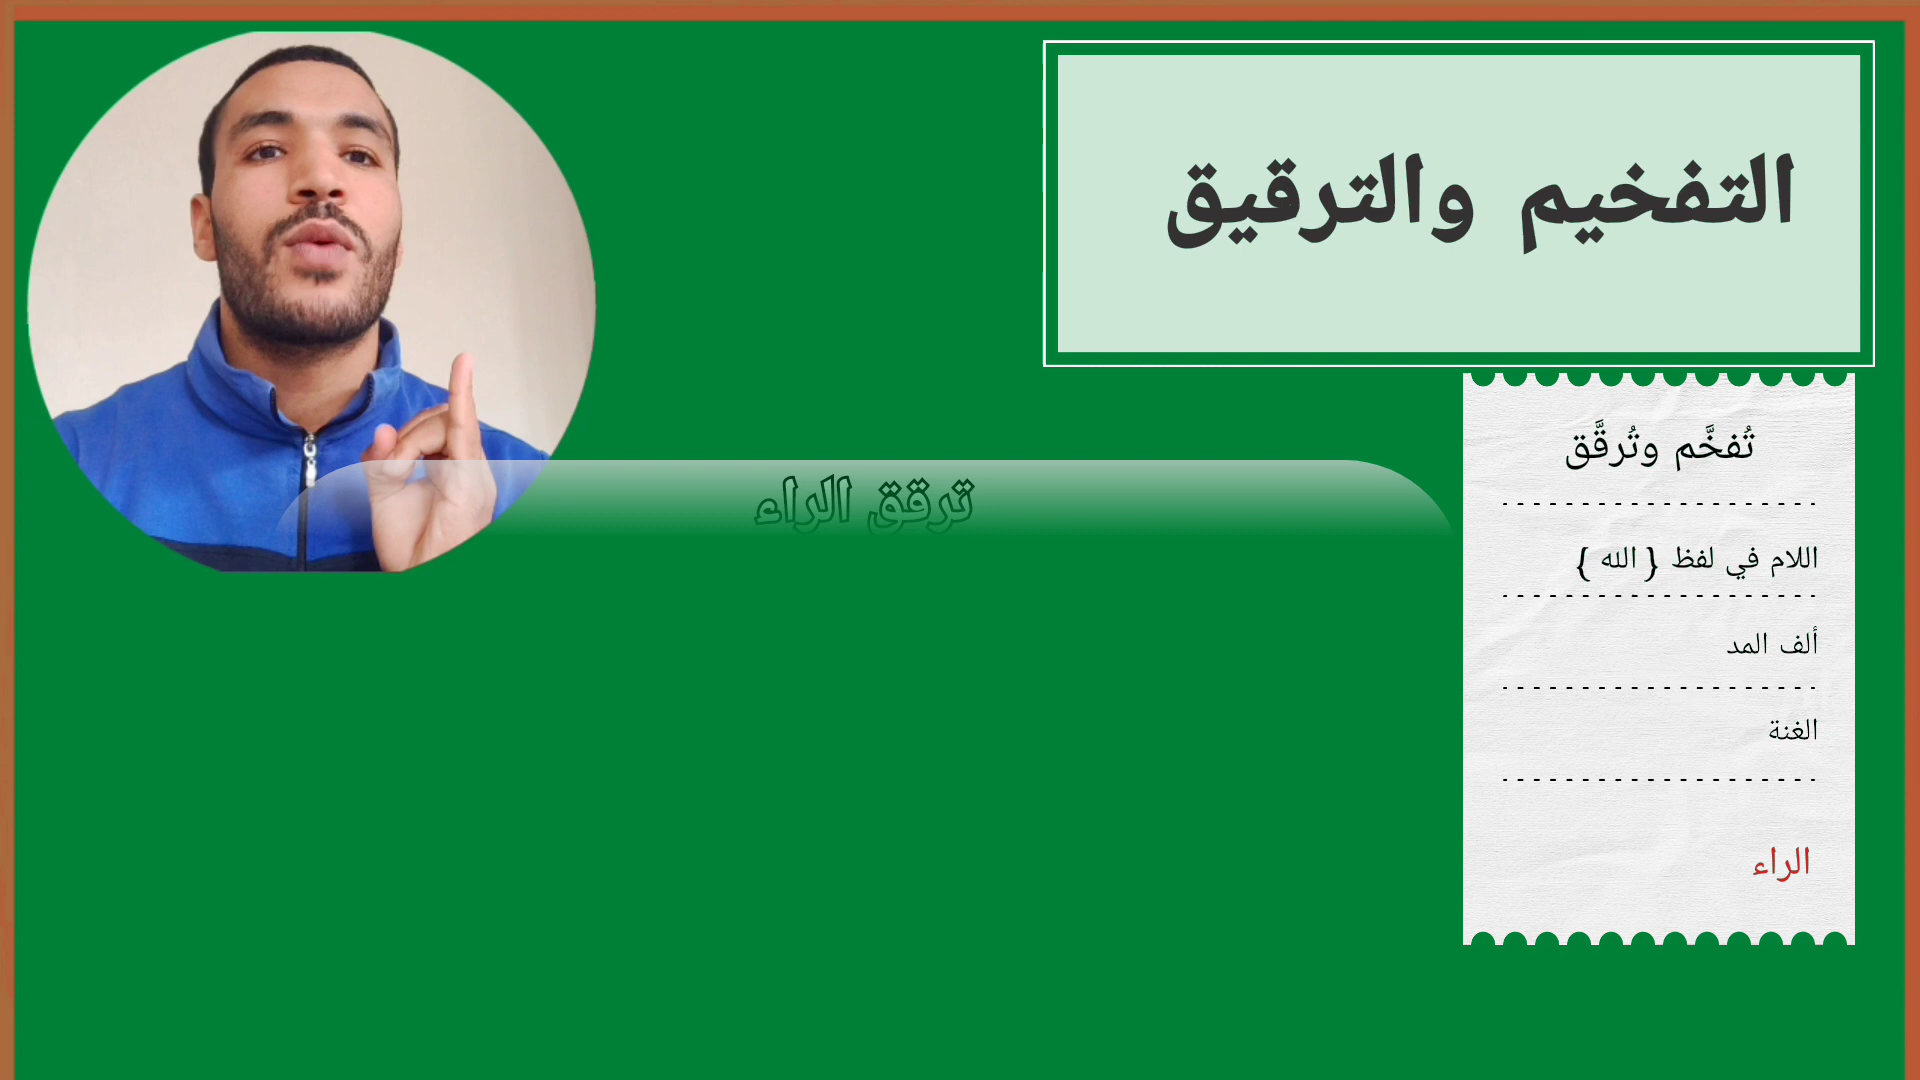 التفخيم والترقيق
تُفخَّم وتُرقَّق
اللام في لفظ { الله }
ألف المد
الغنة
الراء
ترقق الراء